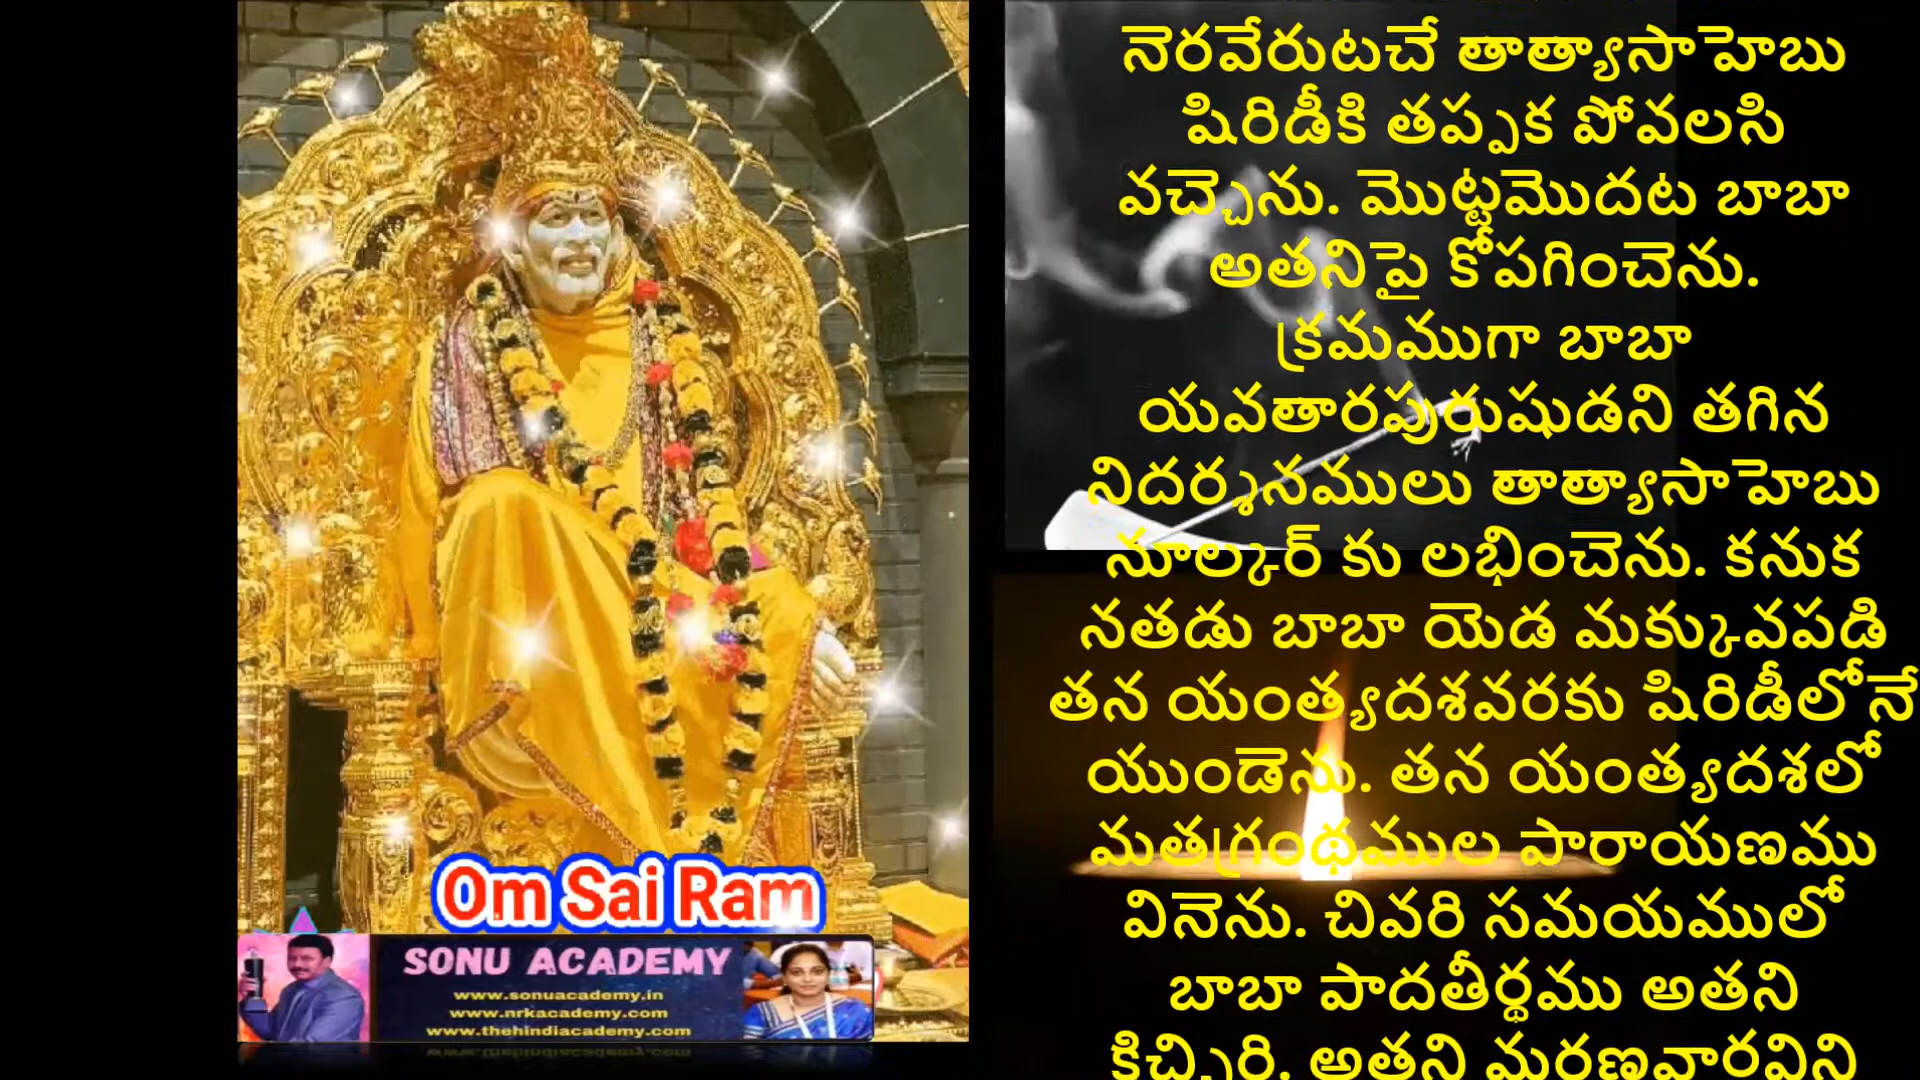 నెరవేరుటచే తాత్యాసాహెబు
షిరిడీకి తప్పక పోవలసి
వచ్చెను. మొట్టమొదట బాబా
అతనిపై కోపగించెను.
క్రమముగా బాబా
యవతారపురుషుడని తగిన
నిదర్శనములు తాత్యాసాహెబు
నూల్కర్ కు లభించెను. కనుక
నతడు బాబా యెడ మక్కువపడి
తన యంత్యదశవరకు షిరిడీలోనే
యుండెను. తన యంత్యదశలో
మతగ్రంథముల పారాయణము
వినెను. చివరి సమయములో
బాబా పాదతీర్థము అతని
కిచ్చిరి. అతని మరణవార్తవిని
Om Sai Ram
SONU ACADEMY
www.sonuacademy.in
www.nrkacademy.com
www.thehindiacademy.com